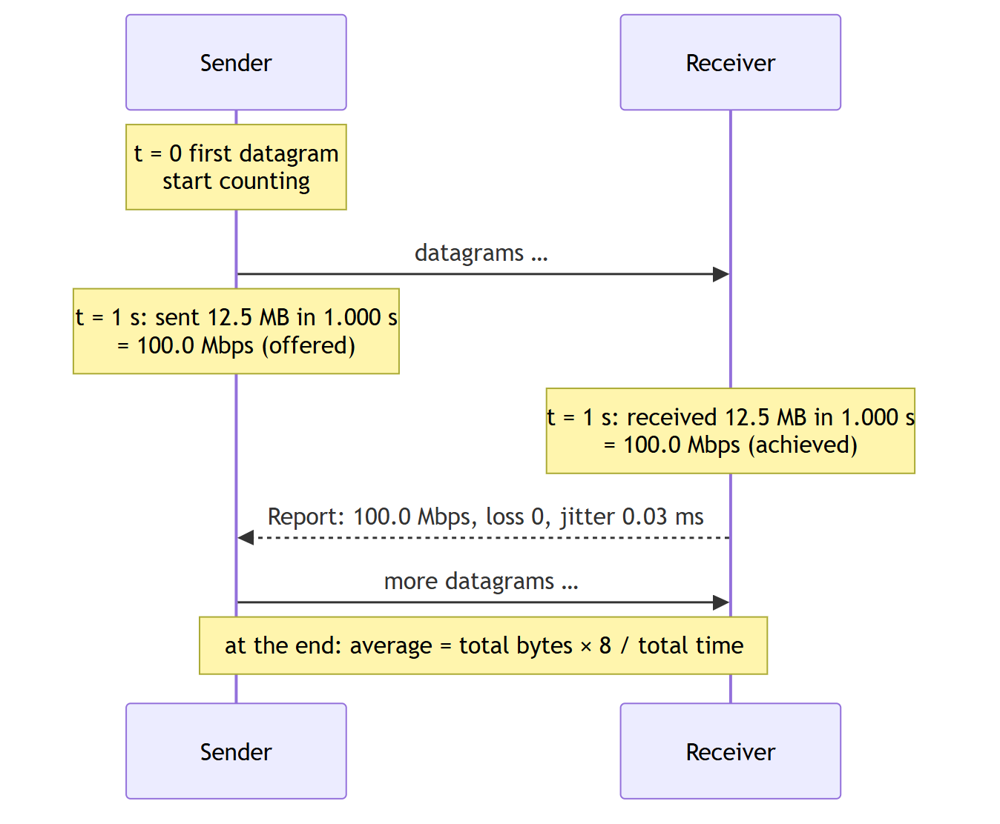 Sender
Receiver
t = 0 first datagram
start counting
datagrams ...
t = 1 s: sent 12.5 MB in 1.000 s
= 100.0 Mbps (offered)
t = 1 s: received 12.5 MB in 1.000 s
= 100.0 Mbps (achieved)
Report: 100.0 Mbps, loss 0, jitter 0.03 ms
more datagrams ...
at the end: average = total bytes × 8 / total time
Sender
Receiver